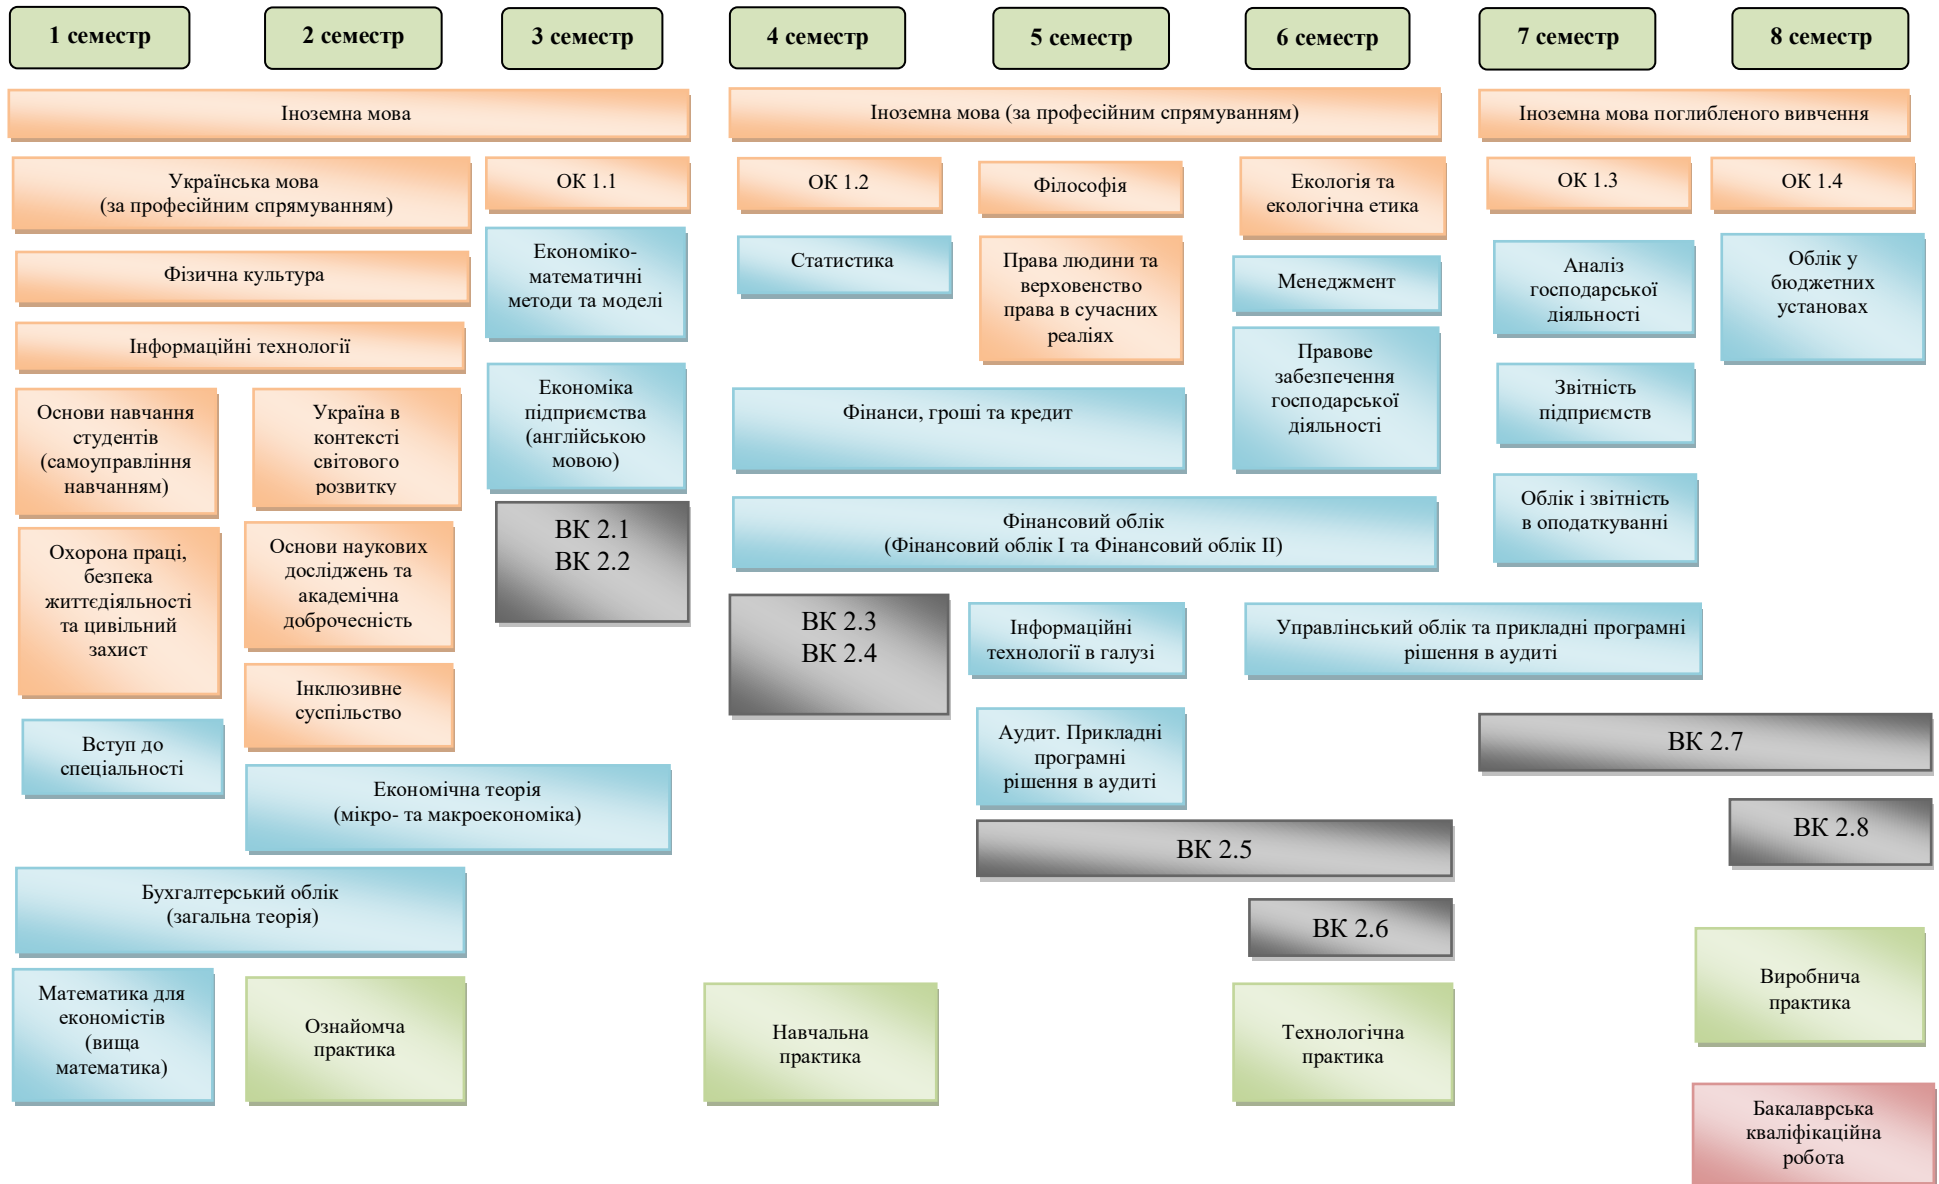 1 семестр
2 семестр
3 семестр
4 семестр
5 семестр
6 семестр
7 семестр
8 семестр
Іноземна мова
Іноземна мова (за професійним спрямуванням)
Іноземна мова поглибленого вивчення
Українська мова
(за професійним спрямуванням)
ОК 1.1
ОК 1.2
Філософія
Екологія та
екологічна етика
ОК 1.3
ОК 1.4
Фізична культура
Економіко-
математичні
методи та моделі
Статистика
Права людини та
верховенство
права в сучасних
реаліях
Менеджмент
Аналіз
господарської
діяльності
Облік у
бюджетних
установах
Інформаційні технології
Правове
забезпечення
господарської
діяльності
Основи навчання
студентів
(самоуправління
навчанням)
Україна в
контексті
світового
розвитку
Економіка
підприємства
(англійською
мовою)
Фінанси, гроші та кредит
Звітність
підприємств
Облік і звітність
в оподаткуванні
ВК 2.1
ВК 2.2
Фінансовий облік
(Фінансовий облік І та Фінансовий облік ІІ)
Охорона праці,
безпека
життєдіяльності
та цивільний
захист
Основи наукових
досліджень та
академічна
доброчесність
ВК 2.3
ВК 2.4
Інформаційні
технології в галузі
Управлінський облік та прикладні програмні
рішення в аудиті
Інклюзивне
суспільство
Вступ до
спеціальності
Аудит. Прикладні
програмні
рішення в аудиті
ВК 2.7
Економічна теорія
(мікро- та макроекономіка)
ВК 2.5
ВК 2.8
Бухгалтерський облік
(загальна теорія)
ВК 2.6
Математика для
економістів
(вища
математика)
Ознайомча
практика
Навчальна
практика
Технологічна
практика
Виробнича
практика
Бакалаврська
кваліфікаційна
робота